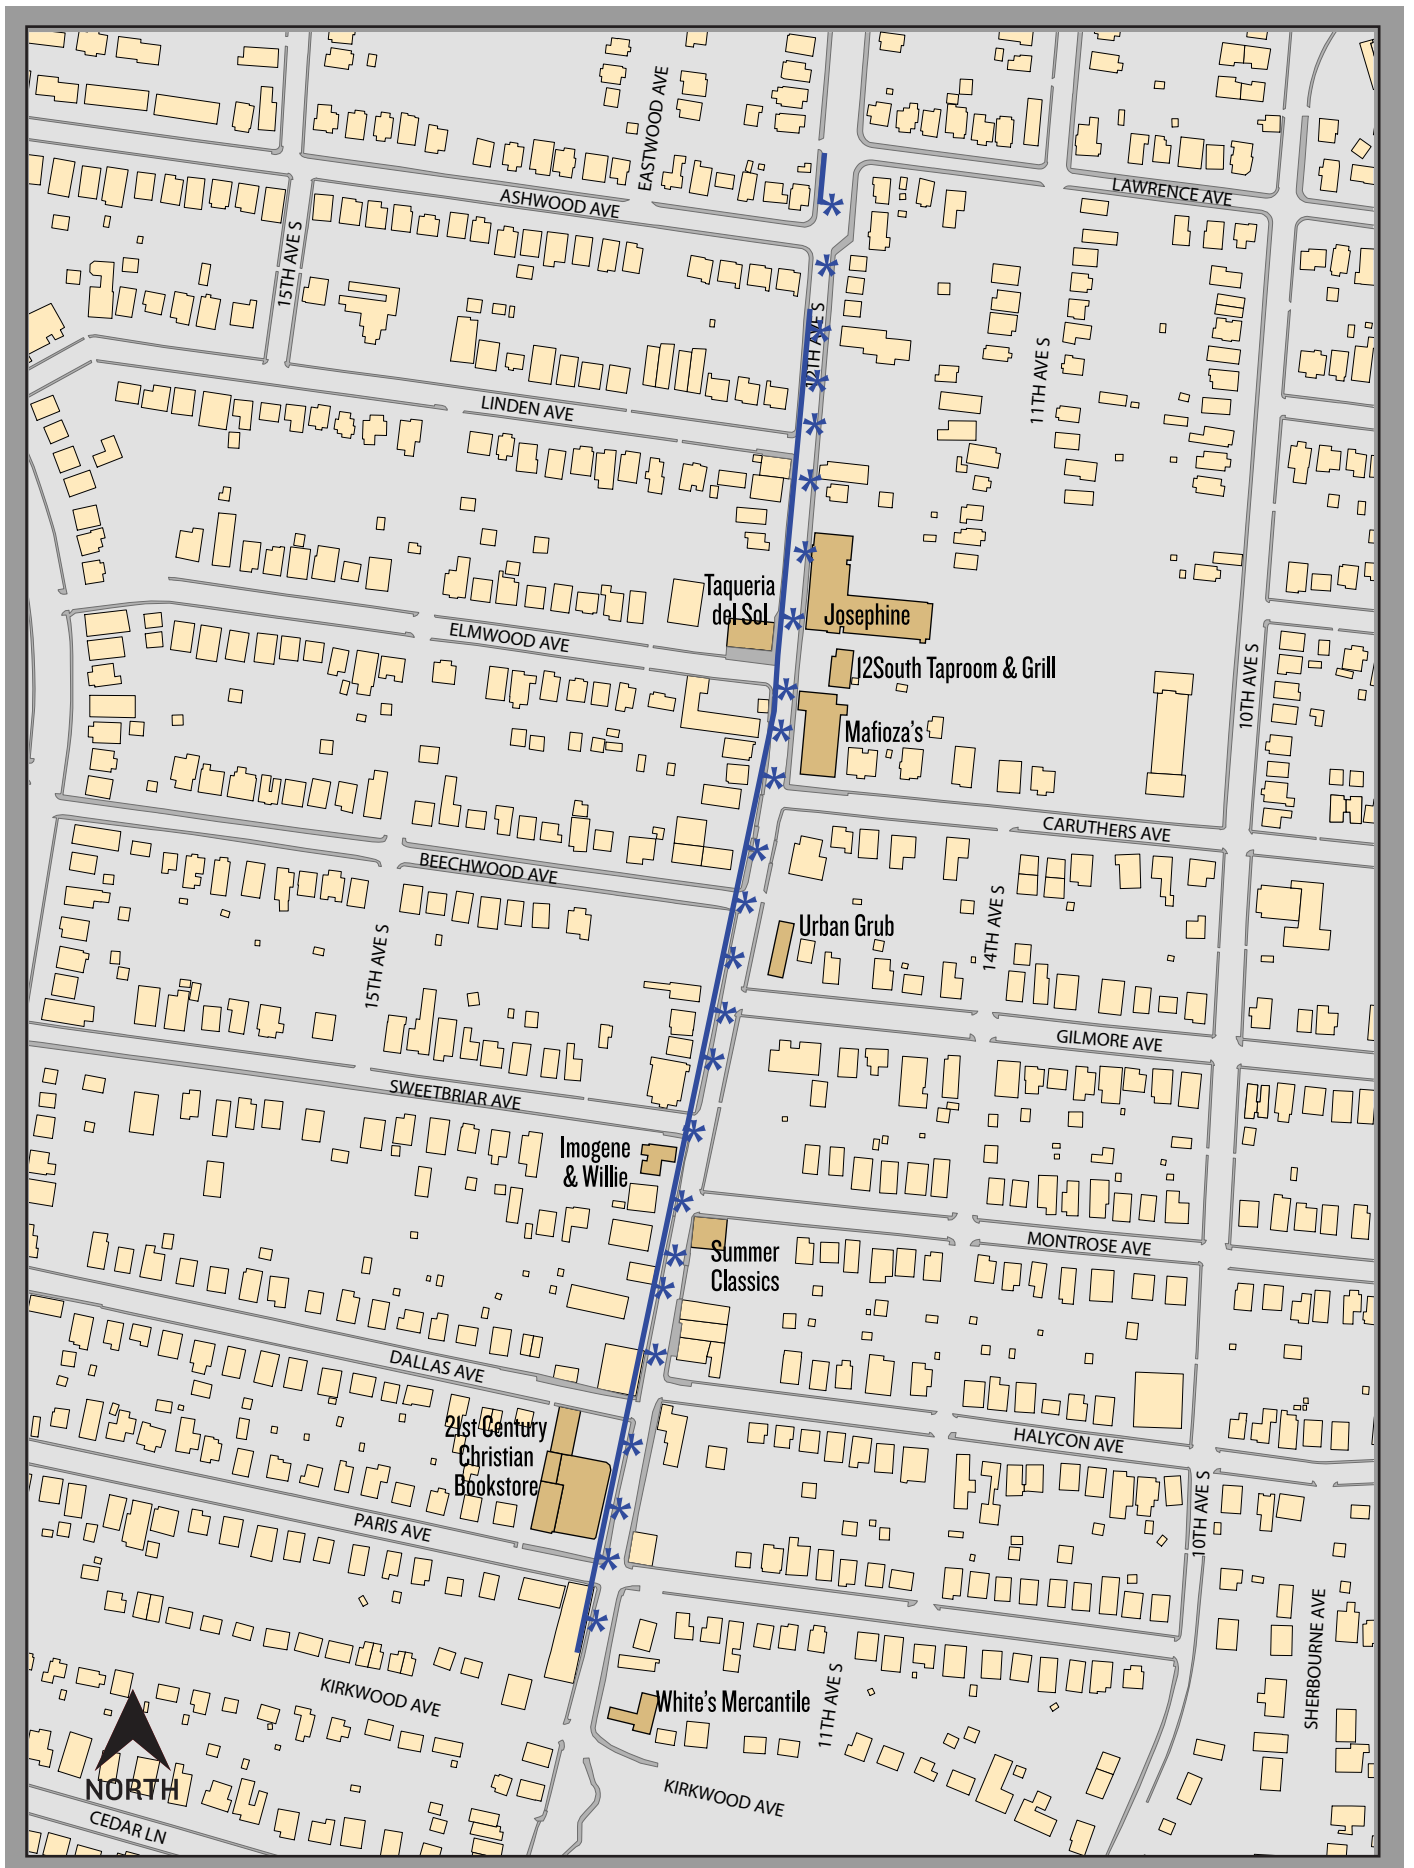 EASTWOOD AVE
ASHWOOD AVE
LAWRENCE AVE
15TH AVE S
12TH AVE S
11TH AVE S
LINDEN AVE
Taqueria
del Sol
Josephine
ELMWOOD AVE
12South Taproom & Grill
10TH AVE S
Mafioza's
CARUTHERS AVE
BEECHWOOD AVE
14TH AVE S
Urban Grub
15TH AVE S
GILMORE AVE
SWEETBRIAR AVE
Imogene
& Willie
MONTROSE AVE
Summer
Classics
DALLAS AVE
21st Century
Christian
Bookstore
HALYCON AVE
10TH AVE S
PARIS AVE
SHERBOURNE AVE
11TH AVE S
KIRKWOOD AVE
White's Mercantile
NORTH
KIRKWOOD AVE
CEDAR LN